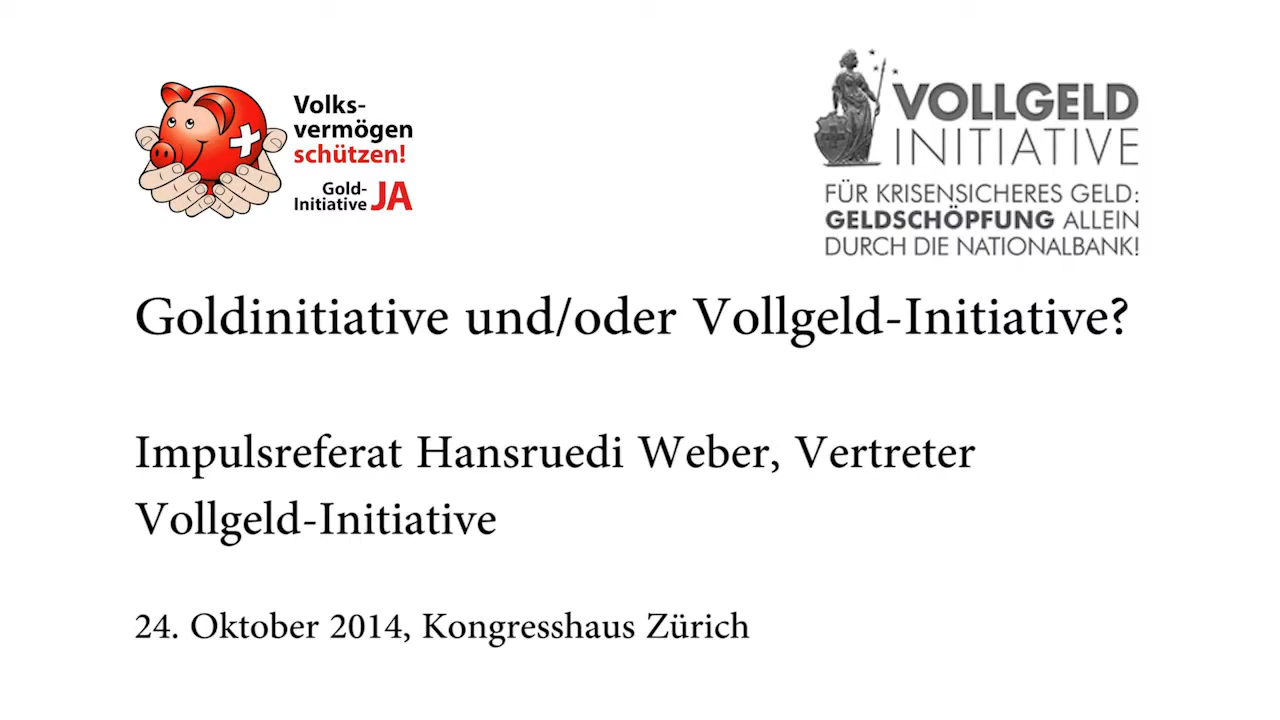 Volks-
vermögen
schützen!
Gold-
Initiative JA
VOLLGELD
INITIATIVE
FÜR KRISENSICHERES GELD:
GELDSCHÖPFUNG ALLEIN
DURCH DIE NATIONALBANK!
Goldinitiative und/oder Vollgeld-Initiative?
Impulsreferat Hansruedi Weber, Vertreter
Vollgeld-Initiative
24. Oktober 2014, Kongresshaus Zürich